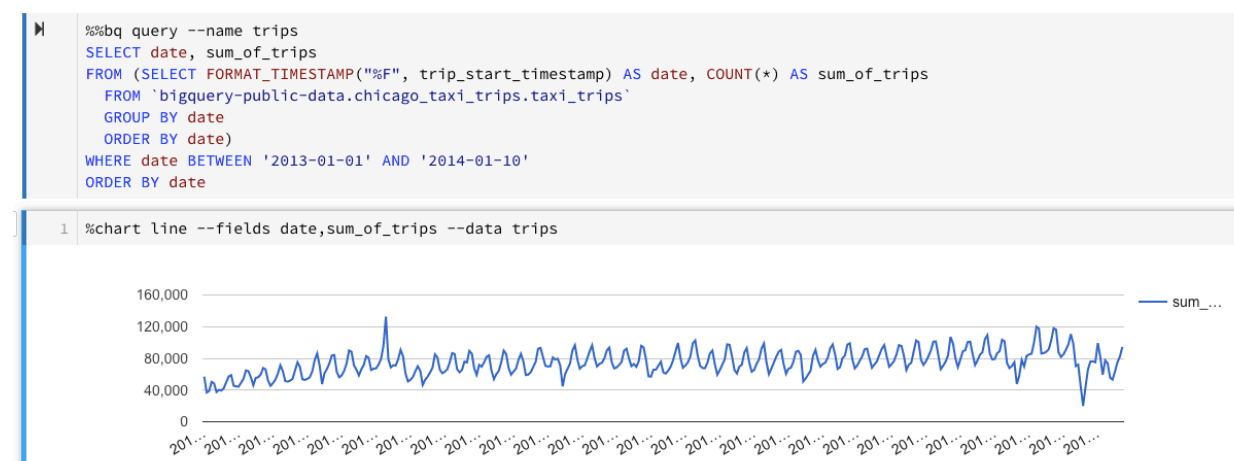 %%bq query --name trips
SELECT date, sum_of_trips
FROM (SELECT FORMAT_TIMESTAMP("%F", trip_start_timestamp) AS date, COUNT(*) AS sum_of_trips
FROM `bigquery-public-data.chicago_taxi_trips.taxi_trips`
GROUP BY date
ORDER BY date)
WHERE date BETWEEN '2013-01-01' AND '2014-01-10'
ORDER BY date
1 %chart line --fields date,sum_of_trips --data trips
160,000
sum_...
120,000
80,000
40,000
0
201... 201... 201... 201... 201... 201... 201... 201... 201... 201... 201... 201... 201... 201... 201... 201... 201... 201... 201... 201... 201... 201... 201... 201... 201... 201... 201...